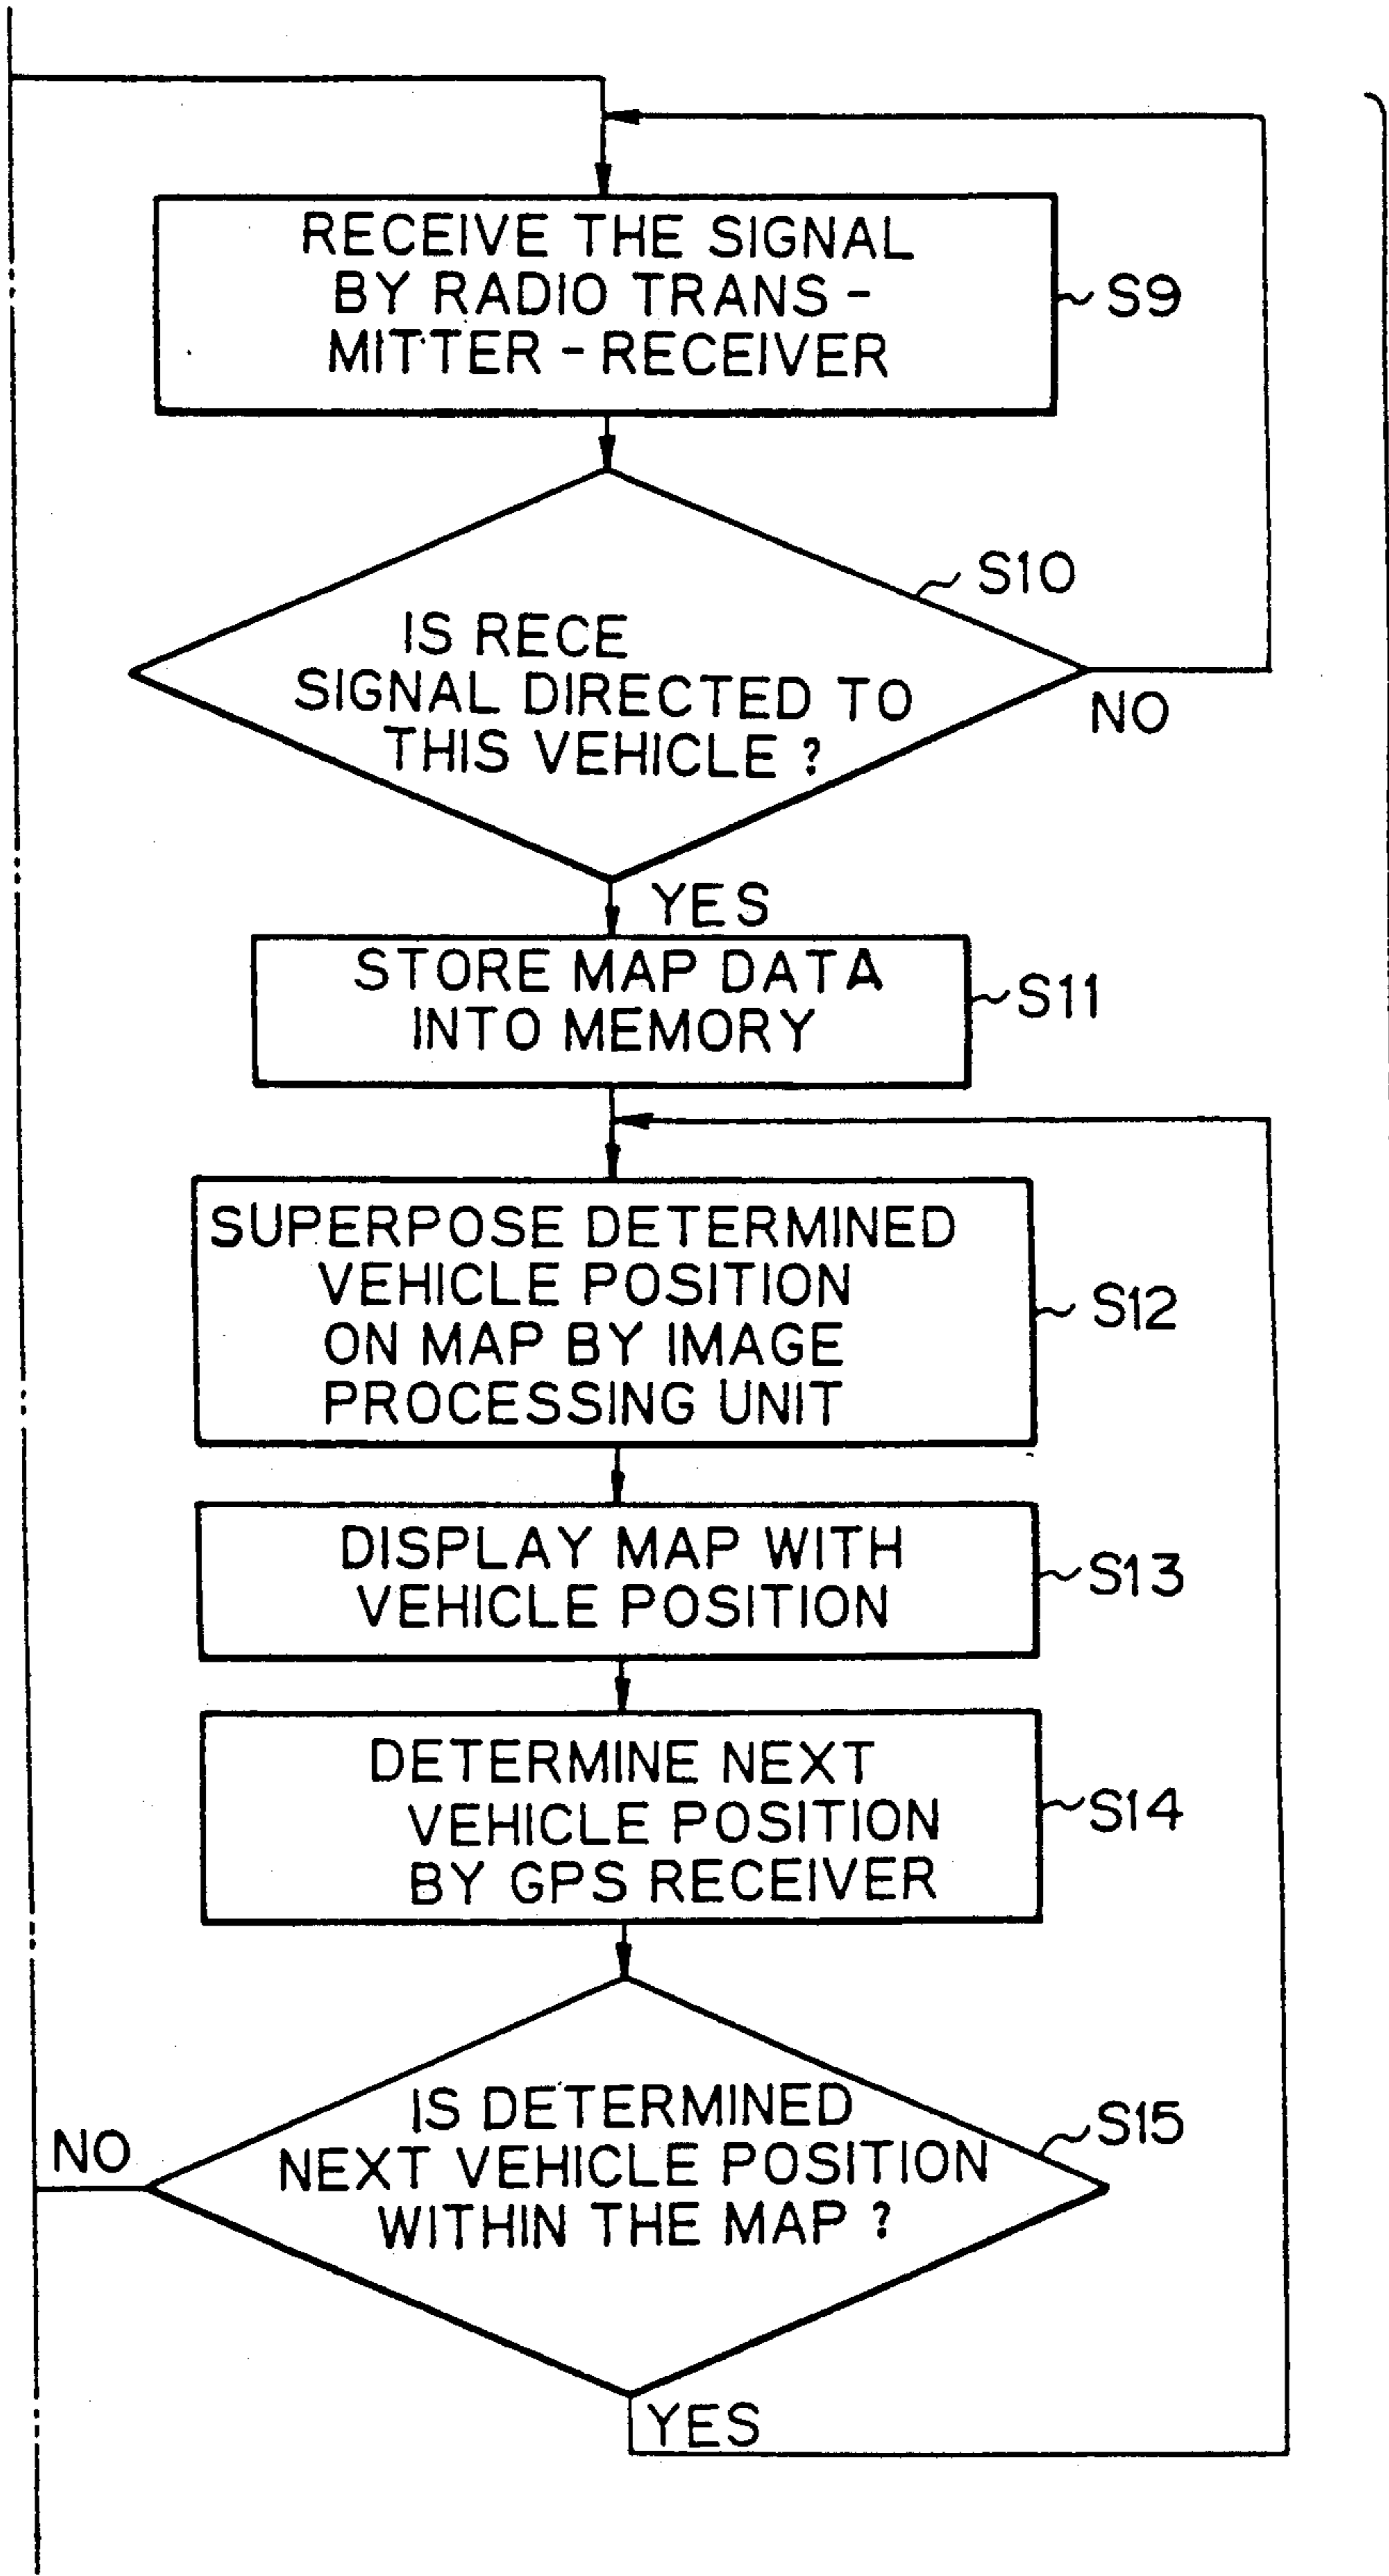 RECEIVE THE SIGNAL
BY RADIO TRANS -
MITTER - RECEIVER
S9
S10
IS RECE
SIGNAL DIRECTED TO
THIS VEHICLE ?
NO
YES
STORE MAP DATA
INTO MEMORY
S11
SUPERPOSE DETERMINED
VEHICLE POSITION
ON MAP BY IMAGE
PROCESSING UNIT
S12
DISPLAY MAP WITH
VEHICLE POSITION
S13
DETERMINE NEXT
VEHICLE POSITION
BY GPS RECEIVER
S14
IS DETERMINED
NEXT VEHICLE POSITION
WITHIN THE MAP ?
S15
NO
YES